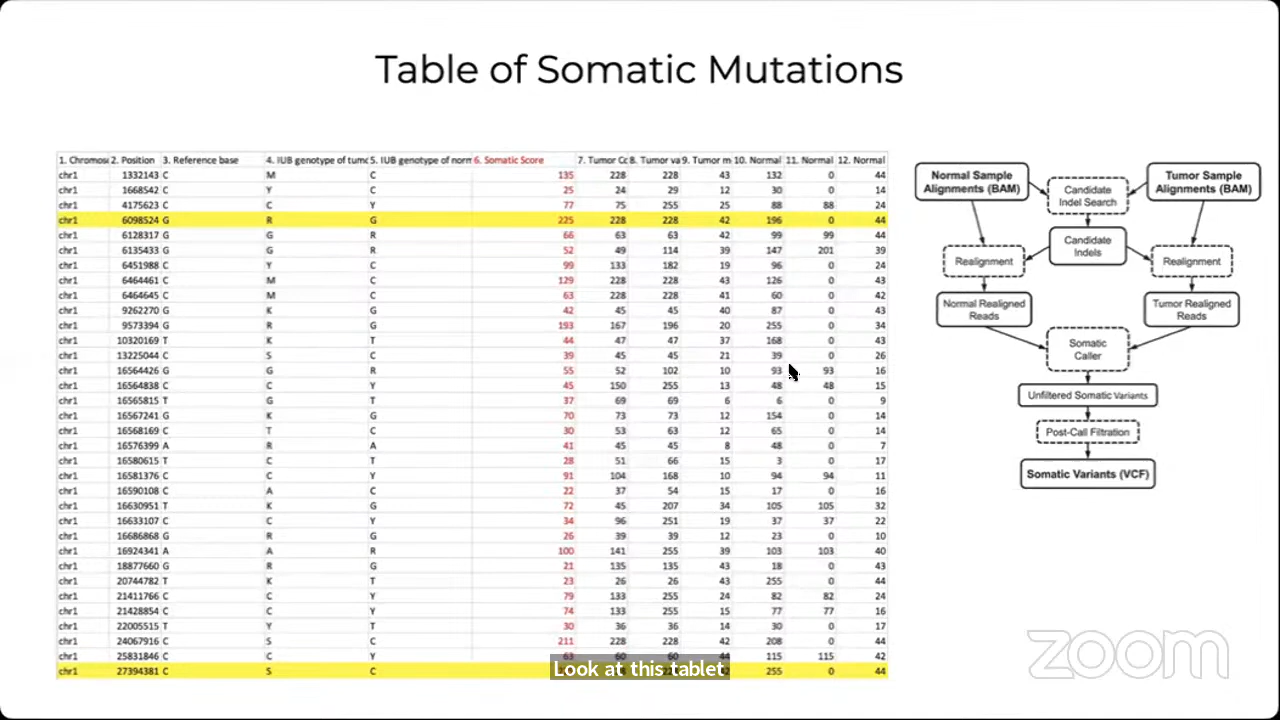 Table of Somatic Mutations
1. Chromos 2. Position 3. Reference base 4. IUB genotype of tum 5. IUB genotype of norm 6. Somatic Score 7. Tumor Co 8. Tumor va 9. Tumor m 10. Normal 11. Normal 12. Normal
chr1 1332143 C M C 135 228 228 43 132 0 44
chr1 1668542 C Y C 25 24 29 12 30 0 14
chr1 4175623 C C Y 77 75 255 25 88 88 24
chr1 6098524 G R G 225 228 228 42 196 0 44
chr1 6128317 G G R 66 63 63 42 99 99 44
chr1 6135433 G G R 52 49 114 39 147 201 39
chr1 6451988 C Y C 99 133 182 19 96 0 24
chr1 6464461 C M C 129 228 228 43 126 0 43
chr1 6464645 C M C 63 228 228 41 60 0 42
chr1 9262270 G K G 42 45 45 40 87 0 43
chr1 9573394 G R G 193 167 196 20 255 0 34
chr1 10320169 T K T 44 47 47 37 168 0 43
chr1 13225044 C S C 39 45 45 21 39 0 26
chr1 16564426 G G R 55 52 102 10 93 93 16
chr1 16564838 C C Y 45 150 255 13 48 48 15
chr1 16565815 T G T 37 69 69 6 6 0 9
chr1 16567241 G K G 70 73 73 12 154 0 14
chr1 16568169 C T C 30 53 63 12 65 0 14
chr1 16576399 A R A 41 45 45 8 48 0 7
chr1 16580615 T C T 28 51 66 15 3 0 17
chr1 16581376 C C Y 91 104 168 10 94 94 11
chr1 16590108 C A C 22 37 54 15 17 0 16
chr1 16630951 T K G 72 45 207 34 105 105 32
chr1 16633107 C C Y 34 96 251 19 37 37 22
chr1 16686868 G R G 26 39 39 12 23 0 10
chr1 16924341 A A R 100 141 255 39 103 103 40
chr1 18877660 G R G 21 135 135 43 18 0 43
chr1 20744782 T K T 23 26 26 43 255 0 44
chr1 21411766 C C Y 79 133 255 24 82 82 24
chr1 21428854 C C Y 74 133 255 15 77 77 16
chr1 22005515 T Y T 30 36 36 14 30 0 17
chr1 24067916 C S C 211 228 228 42 208 0 44
chr1 25831846 C C Y 63 60 60 44 115 115 42
chr1 27394381 C S C 42 255 0 44
Normal Sample
Alignments (BAM)
Tumor Sample
Alignments (BAM)
Candidate
Indel Search
Candidate
Indels
Realignment
Realignment
Normal Realigned
Reads
Tumor Realigned
Reads
Somatic
Caller
Unfiltered Somatic Variants
Post-Call Filtration
Somatic Variants (VCF)
Look at this tablet
zoom